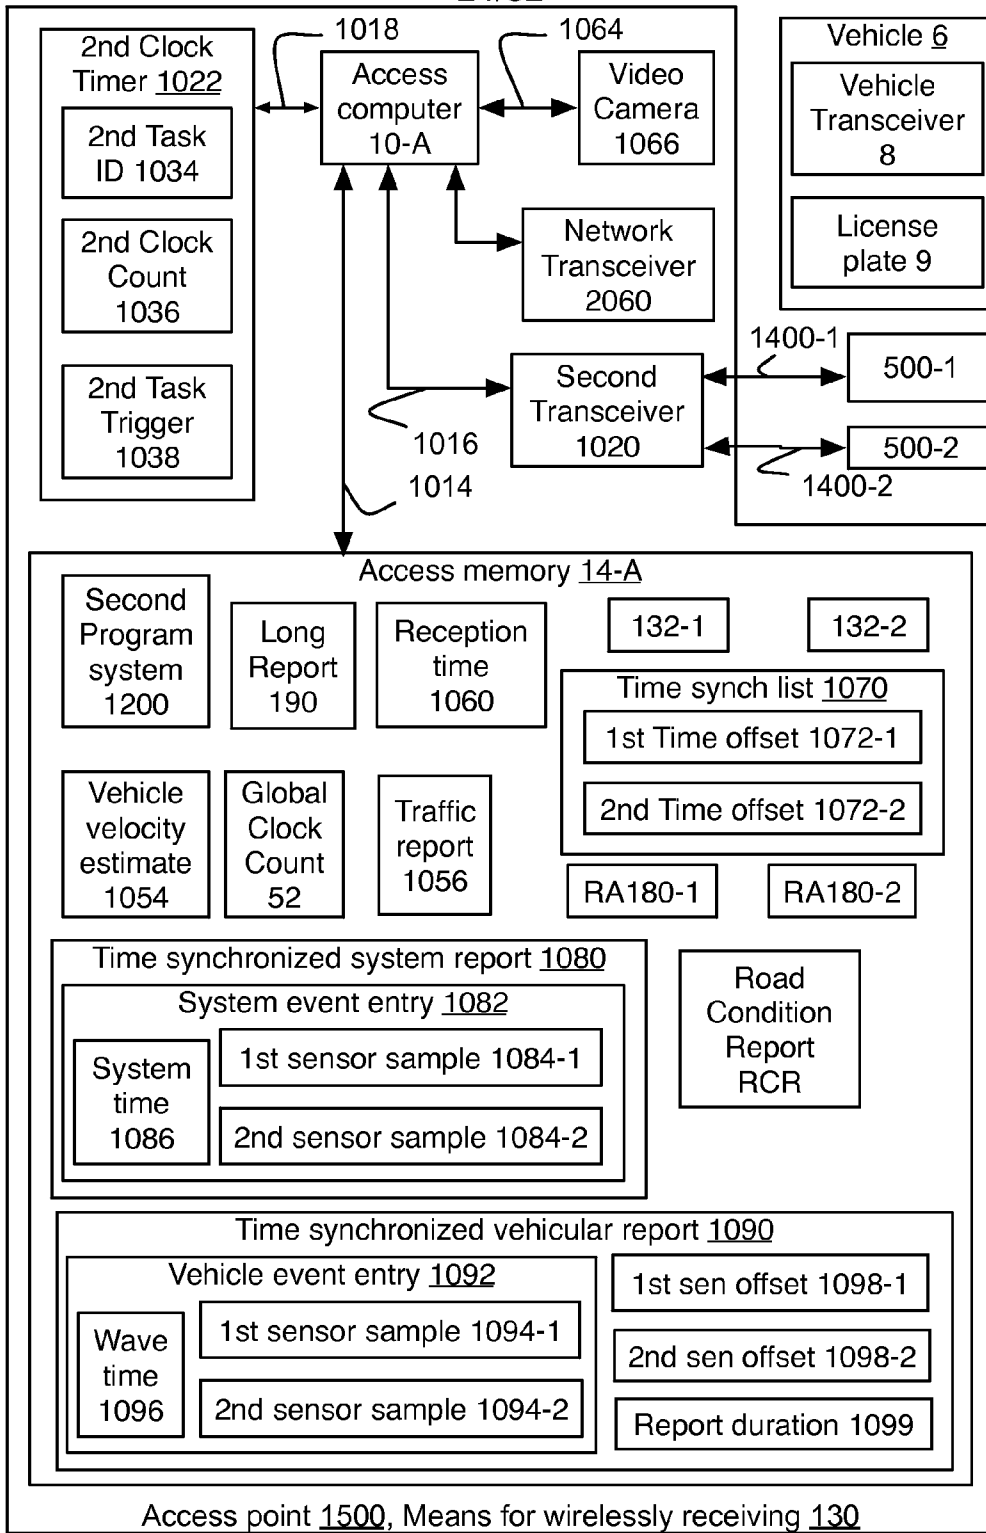 2nd Clock
Timer 1022
2nd Task
ID 1034
2nd Clock
Count
1036
2nd Task
Trigger
1038
1018
Access
computer
10-A
1064
Video
Camera
1066
Network
Transceiver
2060
Second
Transceiver
1020
1016
1014
Vehicle 6
Vehicle
Transceiver
8
License
plate 9
1400-1
500-1
500-2
1400-2
Access memory 14-A
Second
Program
system
1200
Long
Report
190
Reception
time
1060
132-1
132-2
Time synch list 1070
1st Time offset 1072-1
2nd Time offset 1072-2
Vehicle
velocity
estimate
1054
Global
Clock
Count
52
Traffic
report
1056
RA180-1
RA180-2
Time synchronized system report 1080
System event entry 1082
System
time
1086
1st sensor sample 1084-1
2nd sensor sample 1084-2
Road
Condition
Report
RCR
Time synchronized vehicular report 1090
Vehicle event entry 1092
Wave
time
1096
1st sensor sample 1094-1
2nd sensor sample 1094-2
1st sen offset 1098-1
2nd sen offset 1098-2
Report duration 1099
Access point 1500, Means for wirelessly receiving 130